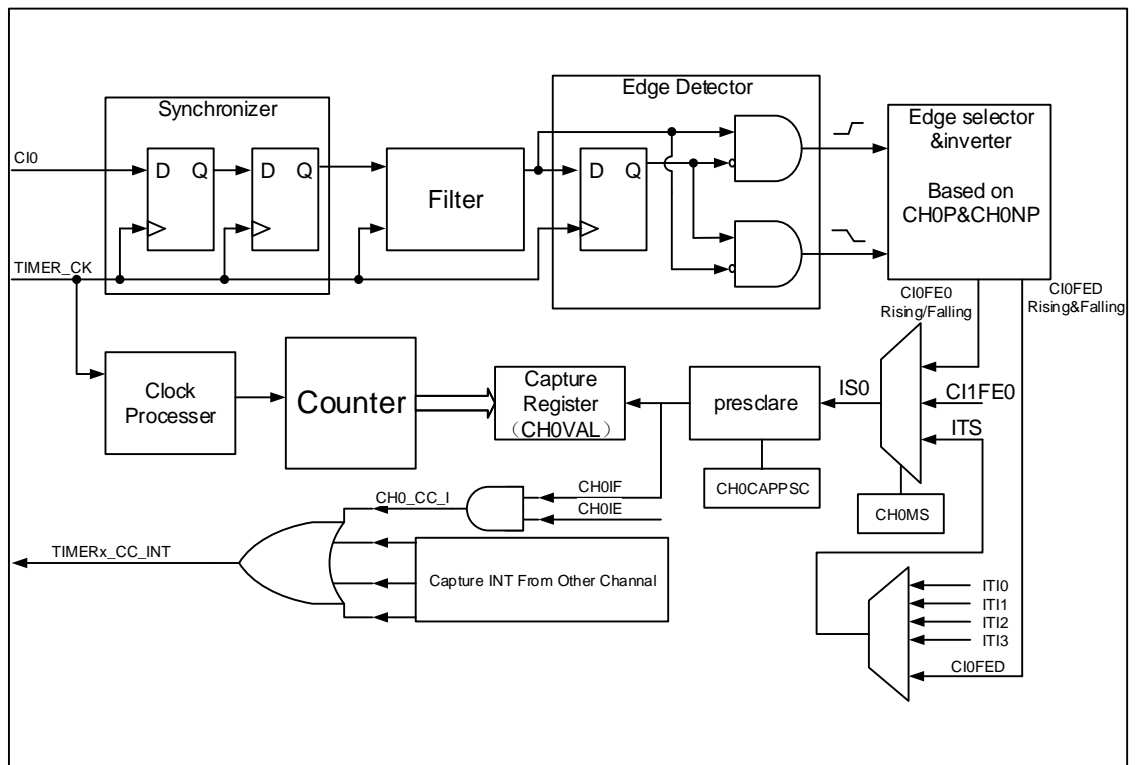 Synchronizer
Edge Detector
CI0
D Q
D Q
Filter
D Q
Edge selector
&inverter
Based on
CH0P&CH0NP
TIMER_CK
CI0FE0
Rising/Falling
CI0FED
Rising&Falling
Clock
Processer
Counter
Capture
Register
（CH0VAL）
presclare
IS0
CI1FE0
ITS
CH0CAPPSC
CH0MS
CH0_CC_I
CH0IF
CH0IE
TIMERx_CC_INT
Capture INT From Other Channal
ITI0
ITI1
ITI2
ITI3
CI0FED